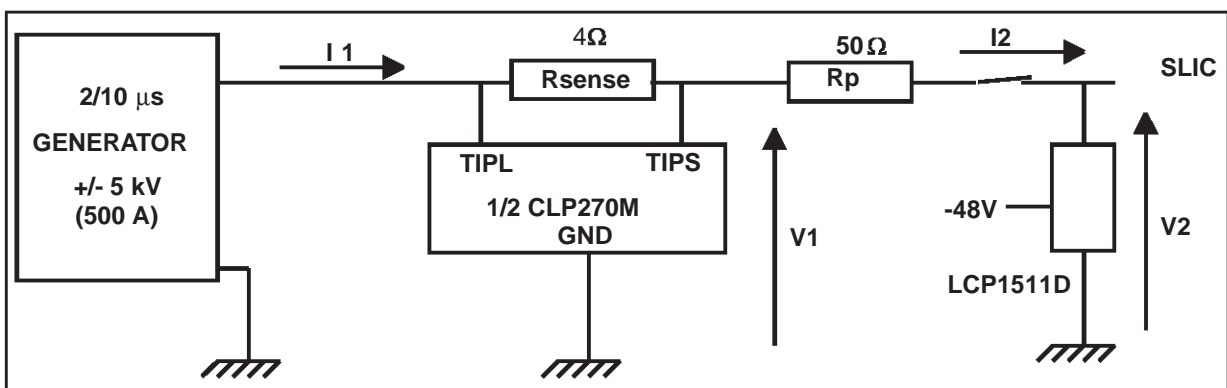 2/10 µs
GENERATOR
+/- 5 kV
(500 A)
I 1
4Ω
Rsense
TIPL TIPS
1/2 CLP270M
GND
V1
50Ω
Rp
I2
SLIC
-48V
LCP1511D
V2